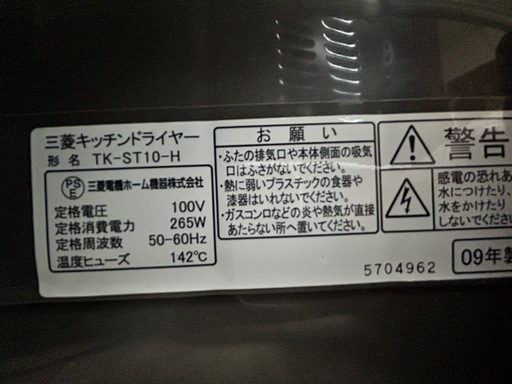 三菱キッチンドライヤー
形名 TK-ST10-H
PS
E
三菱電機ホーム機器株式会社
定格電圧 100V
定格消費電力 265W
定格周波数 50-60Hz
温度ヒューズ 142℃
お願い
・ふたの排気口や本体側面の吸気
口はふさがないでください。
・熱に弱いプラスチックの食器や
漆器はいれないでください。
・ガスコンロなどの炎や熱気が直接
あたらない所へ置いてください。
警告
感電の恐れあ
水につけたり、
水をかけたり
しないでくださ
5704962
09年製